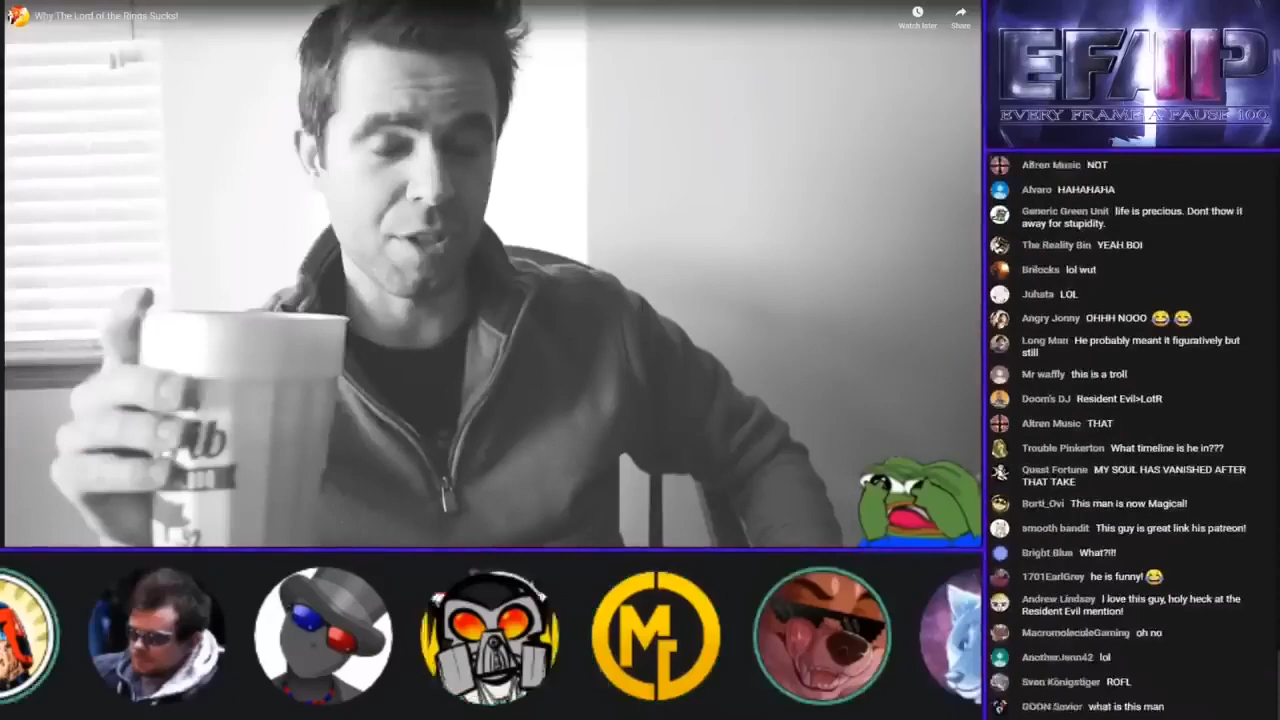 Why The Lord of the Rings Sucks!
Watch later
Share
EFAP
EVERY FRAME A PAUSE 100
Altren Music NOT
Alvaro HAHAHAHA
Generic Green Unit life is precious. Dont thow it
away for stupidity.
The Reality Bin YEAH BOI
Brilocks lol wut
Juhata LOL
Angry Jonny OHHH NOOO 😂 😂
Long Man He probably meant it figuratively but
still
Mr waffly this is a troll
Doom's DJ Resident Evil>LotR
Altren Music THAT
Trouble Pinkerton What timeline is he in???
Quest Fortune MY SOUL HAS VANISHED AFTER
THAT TAKE
Burti_Ovi This man is now Magical!
smooth bandit This guy is great link his patreon!
Bright Blue What?!!!
1701EarlGrey he is funny! 😂
Andrew Lindsay I love this guy, holy heck at the
Resident Evil mention!
MacromoleculeGaming oh no
AnotherJenn42 lol
Sven Königstiger ROFL
GOON Savior what is this man